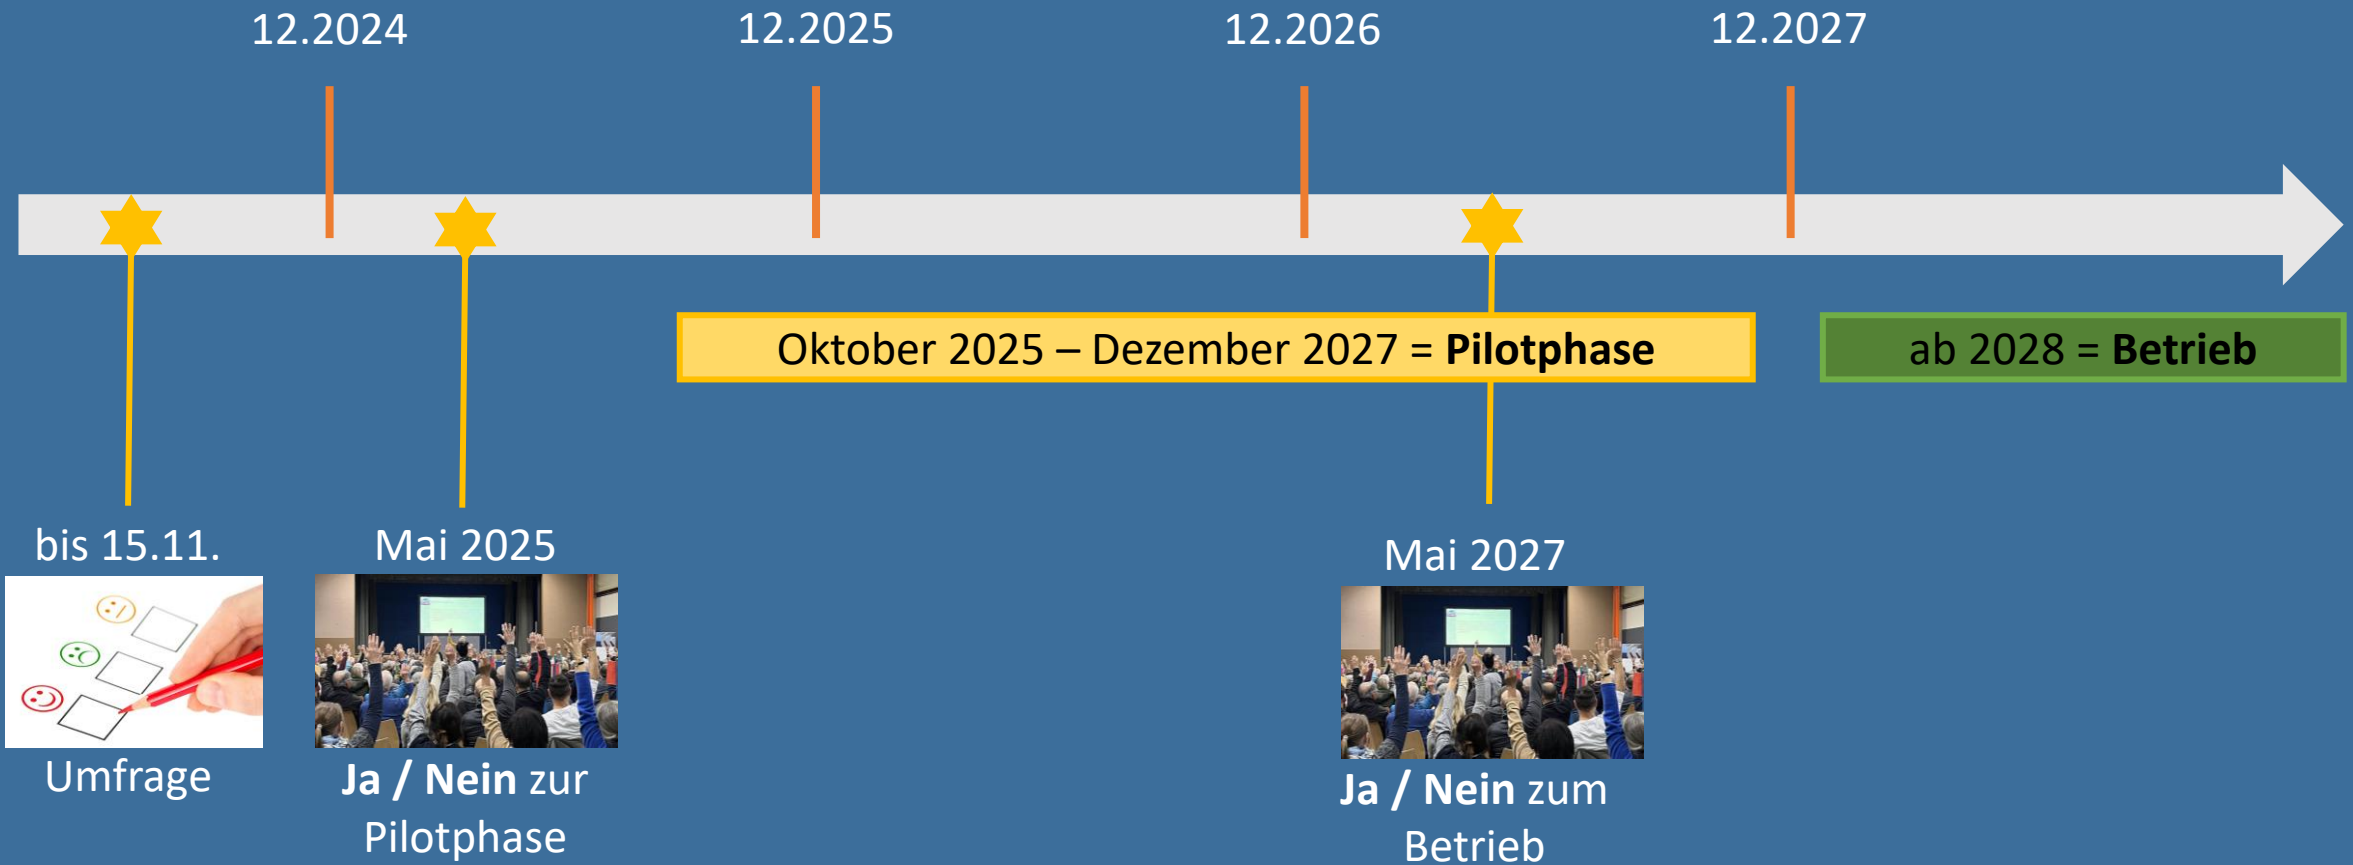 12.2024
12.2025
12.2026
12.2027
Oktober 2025 – Dezember 2027 = Pilotphase
ab 2028 = Betrieb
bis 15.11.
Umfrage
Mai 2025
Ja / Nein zur
Pilotphase
Mai 2027
Ja / Nein zum
Betrieb